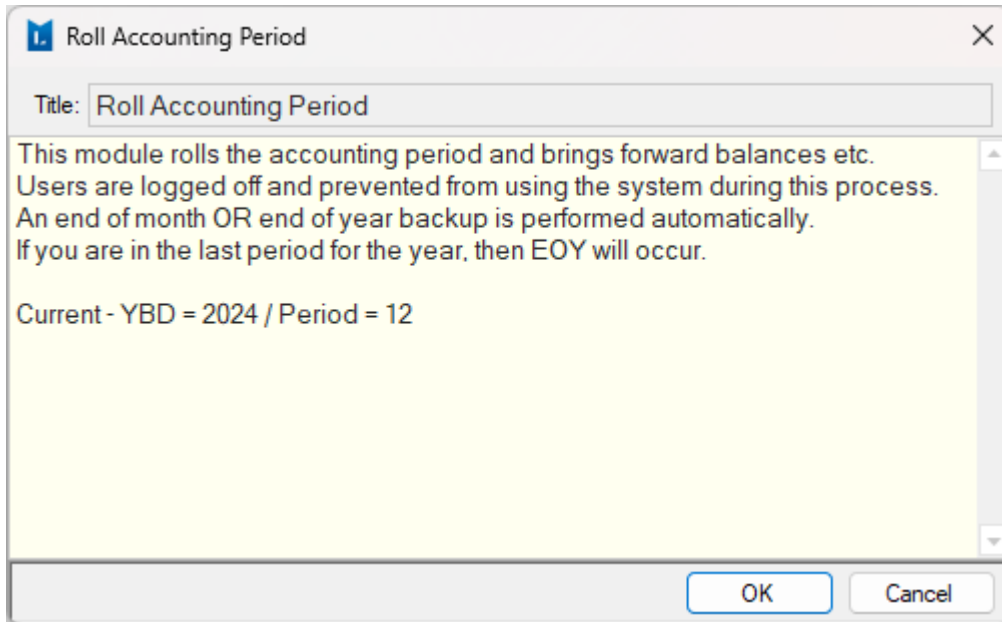 Roll Accounting Period
Title: Roll Accounting Period
This module rolls the accounting period and brings forward balances etc.
Users are logged off and prevented from using the system during this process.
An end of month OR end of year backup is performed automatically.
If you are in the last period for the year, then EOY will occur.
Current - YBD = 2024 / Period = 12
OK Cancel